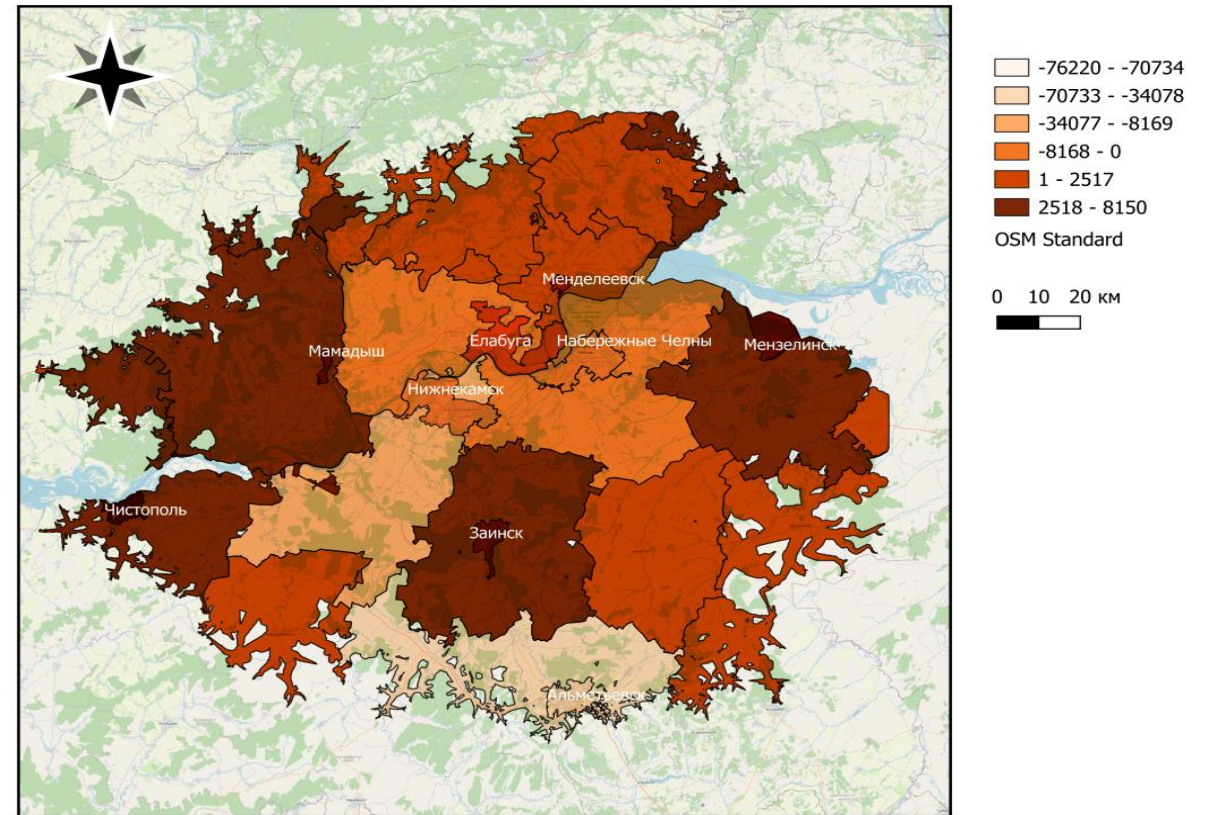 -76220 - -70734
-70733 - -34078
-34077 - -8169
-8168 - 0
1 - 2517
2518 - 8150
OSM Standard
0 10 20 км
Менделеевск
Елабуга
Набережные Челны
Мензелинск
Мамадыш
Нижнекамск
Чистополь
Заинск
Альметьевск